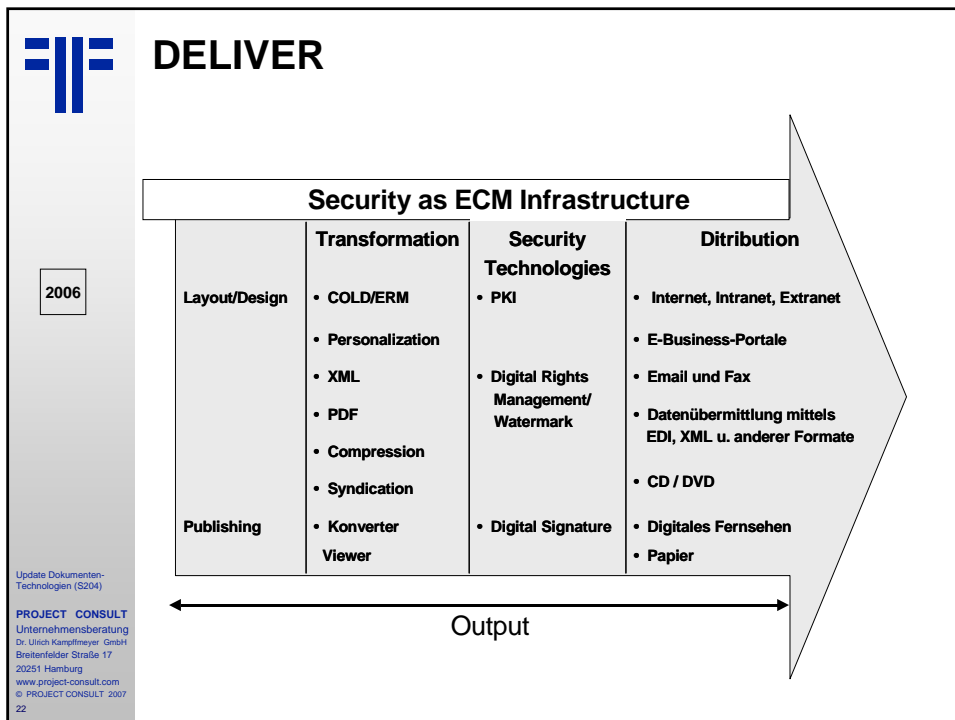 DELIVER
Security as ECM Infrastructure
Transformation
Security
Technologies
Ditribution
2006
Layout/Design
Publishing
• COLD/ERM
• Personalization
• XML
• PDF
• Compression
• Syndication
• Konverter
Viewer
• PKI
• Digital Rights
Management/
Watermark
• Digital Signature
• Internet, Intranet, Extranet
• E-Business-Portale
• Email und Fax
• Datenübermittlung mittels
EDI, XML u. anderer Formate
• CD / DVD
• Digitales Fernsehen
• Papier
Output
Update Dokumenten-
Technologien (S204)
PROJECT CONSULT
Unternehmensberatung
Dr. Ulrich Kampffmeyer GmbH
Breitenfelder Straße 17
20251 Hamburg
www.project-consult.com
© PROJECT CONSULT 2007
22